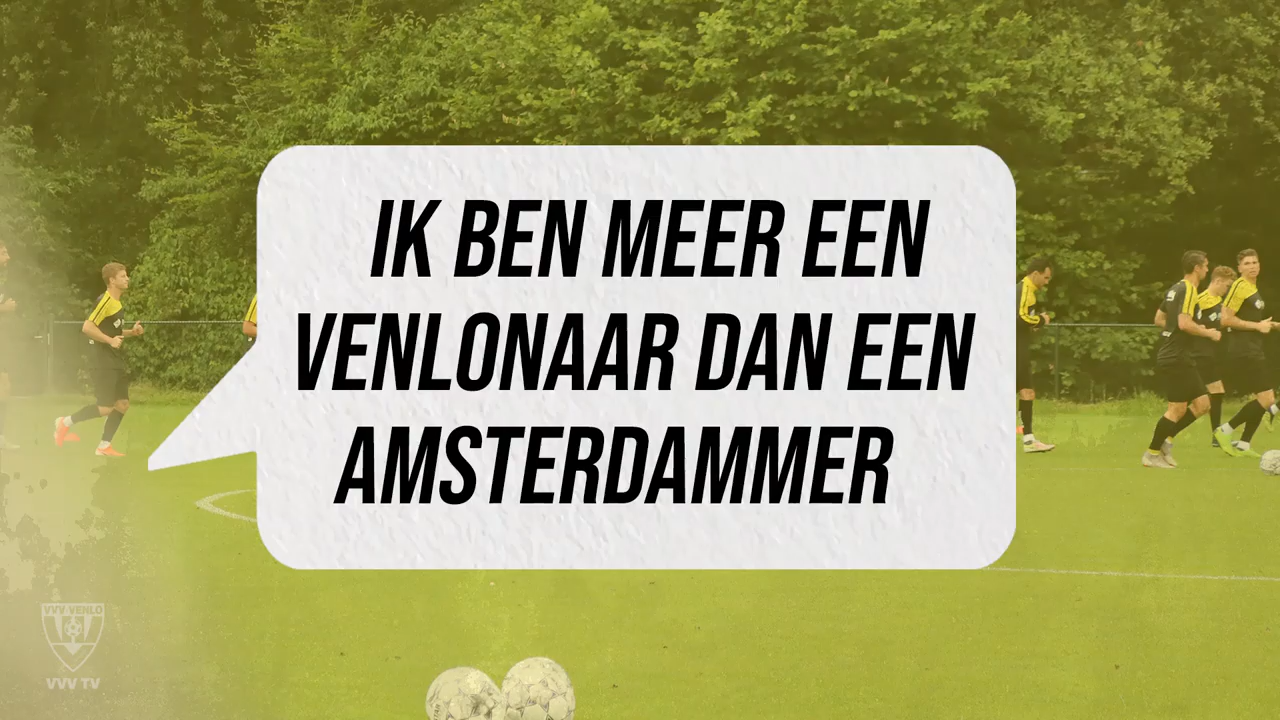 IK BEN MEER EEN
VENLONAAR DAN EEN
AMSTERDAMMER
VVV VENLO
VVV TV